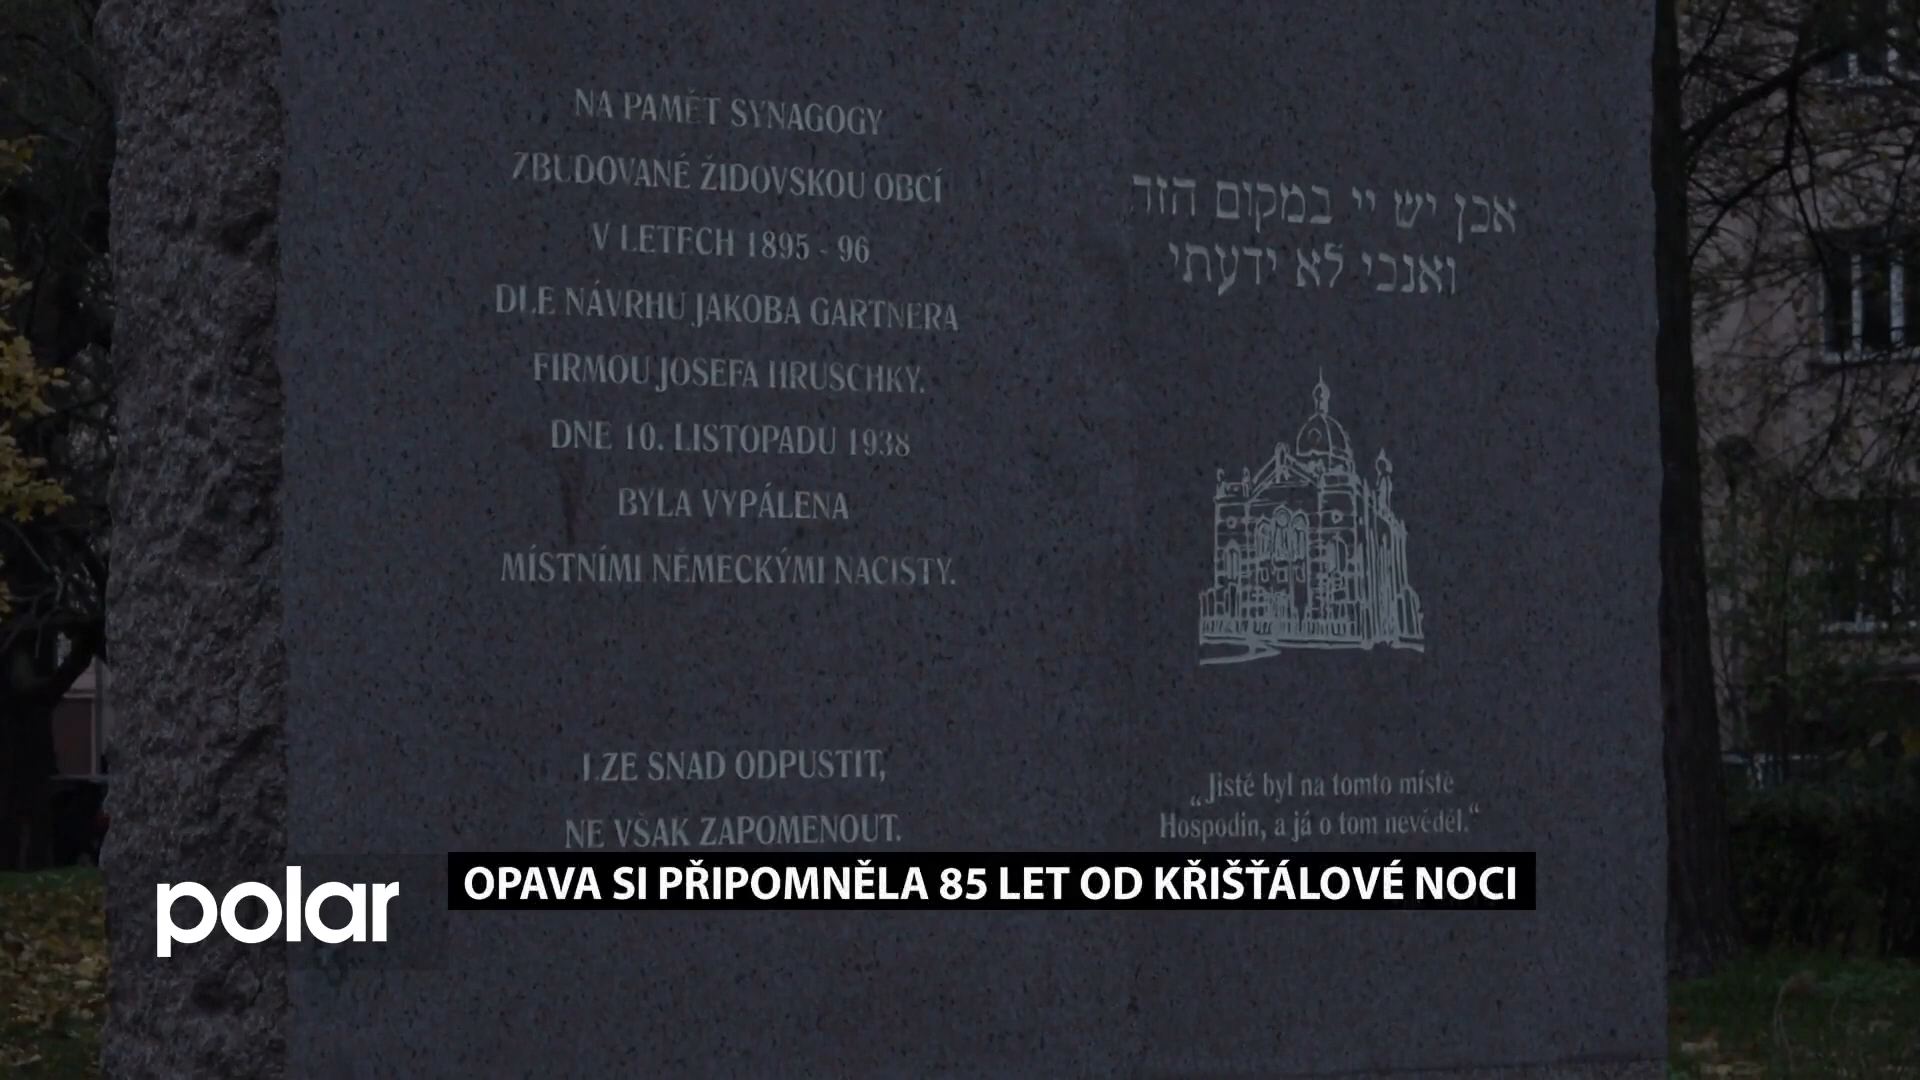 NA PAMĚT SYNAGOGY
ZBUDOVANÉ ŽIDOVSKOU OBCÍ
V LETECH 1895 - 96
DLE NÁVRHU JAKOBA GARTNERA
FIRMOU JOSEFA HRUSCHKY.
DNE 10. LISTOPADU 1938
BYLA VYPÁLENA
MÍSTNÍMI NĚMECKÝMI NACISTY.
LZE SNAD ODPUSTIT,
NE VŠAK ZAPOMENOUT.
אכן יש יי במקום הזה
ואנכי לא ידעתי
„Jistě byl na tomto místě
Hospodin, a já o tom nevěděl.“
polar
OPAVA SI PŘIPOMNĚLA 85 LET OD KŘIŠŤÁLOVÉ NOCI